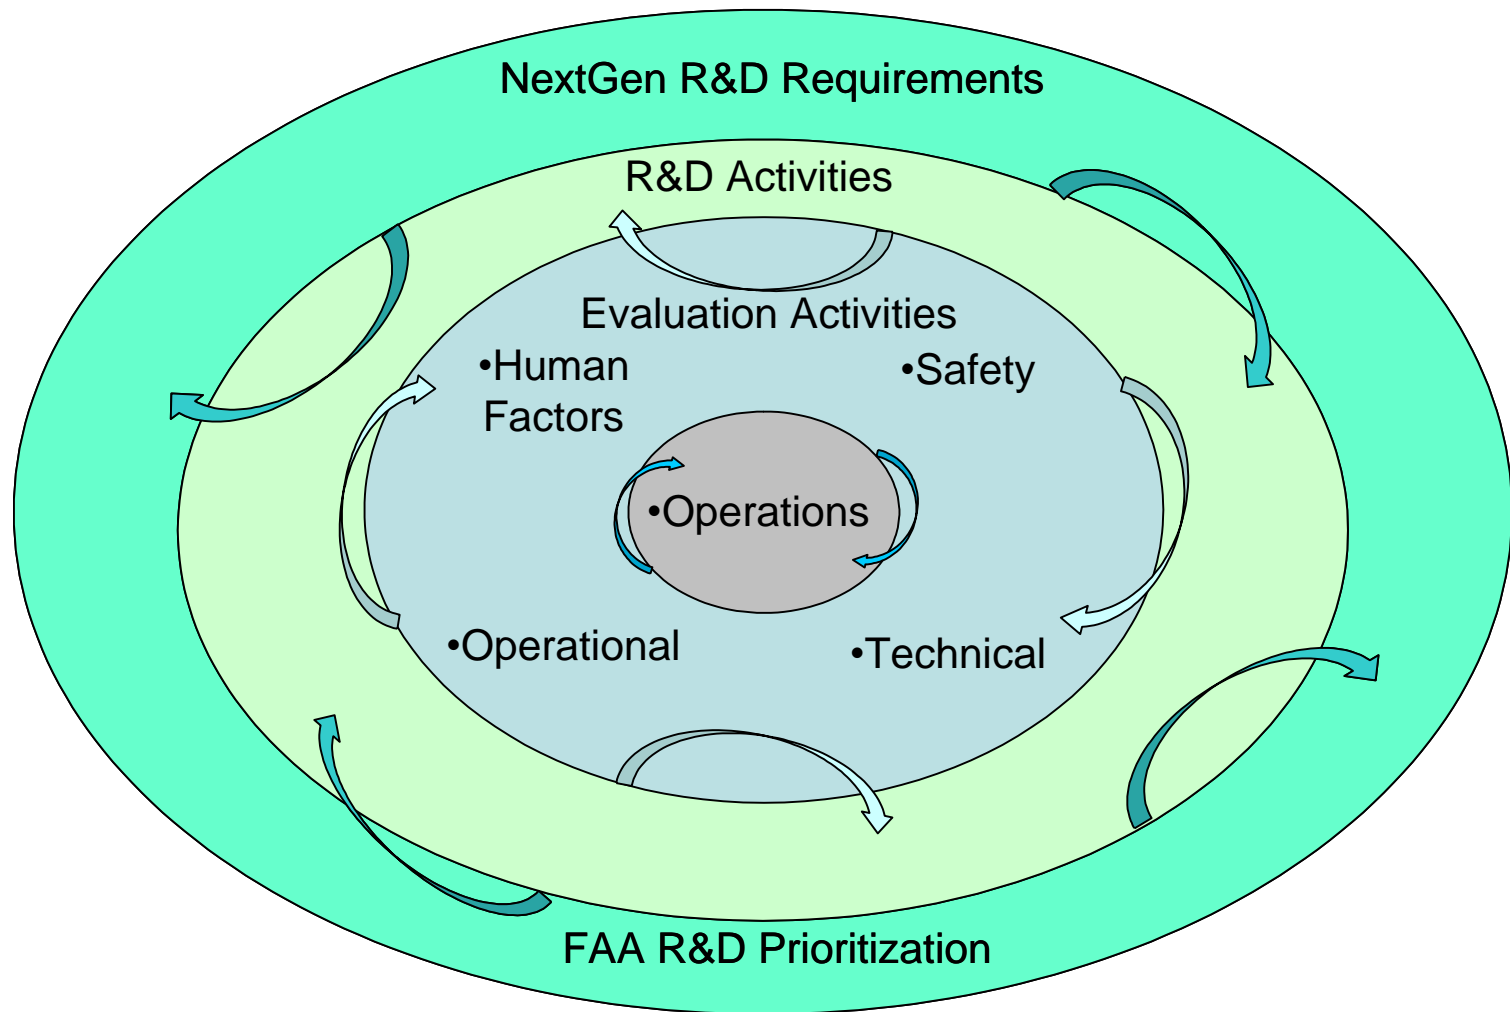 NextGen R&D Requirements
R&D Activities
Evaluation Activities
•Human
Factors
•Safety
•Operations
•Operational
•Technical
FAA R&D Prioritization